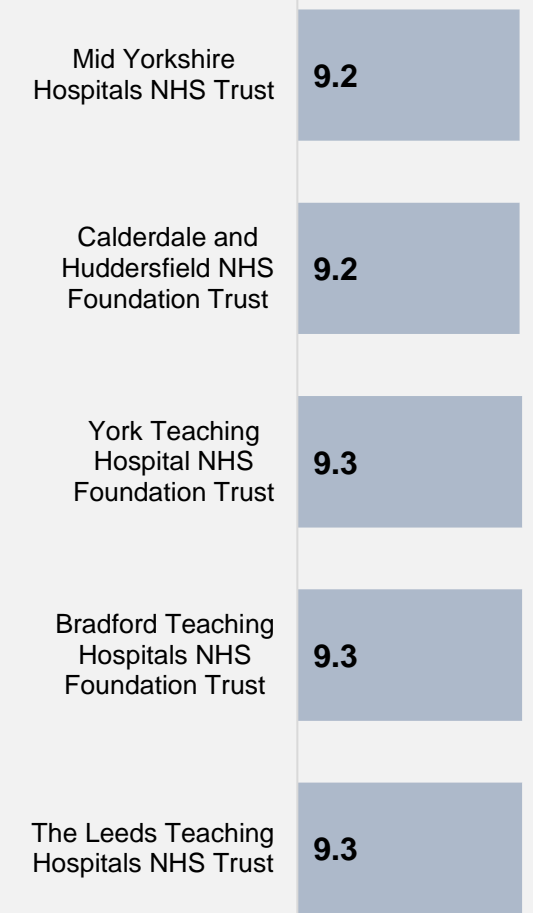 Mid Yorkshire
Hospitals NHS Trust
9.2
Calderdale and
Huddersfield NHS
Foundation Trust
9.2
York Teaching
Hospital NHS
Foundation Trust
9.3
Bradford Teaching
Hospitals NHS
Foundation Trust
9.3
The Leeds Teaching
Hospitals NHS Trust
9.3